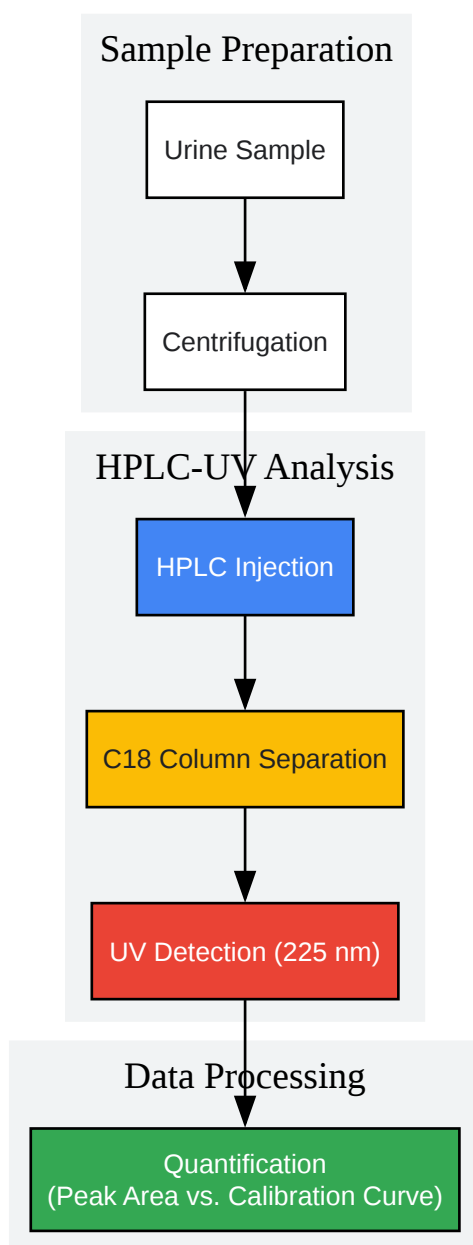 Sample Preparation
Urine Sample
Centrifugation
HPLC-UV Analysis
HPLC Injection
C18 Column Separation
UV Detection (225 nm)
Data Processing
Quantification
(Peak Area vs. Calibration Curve)